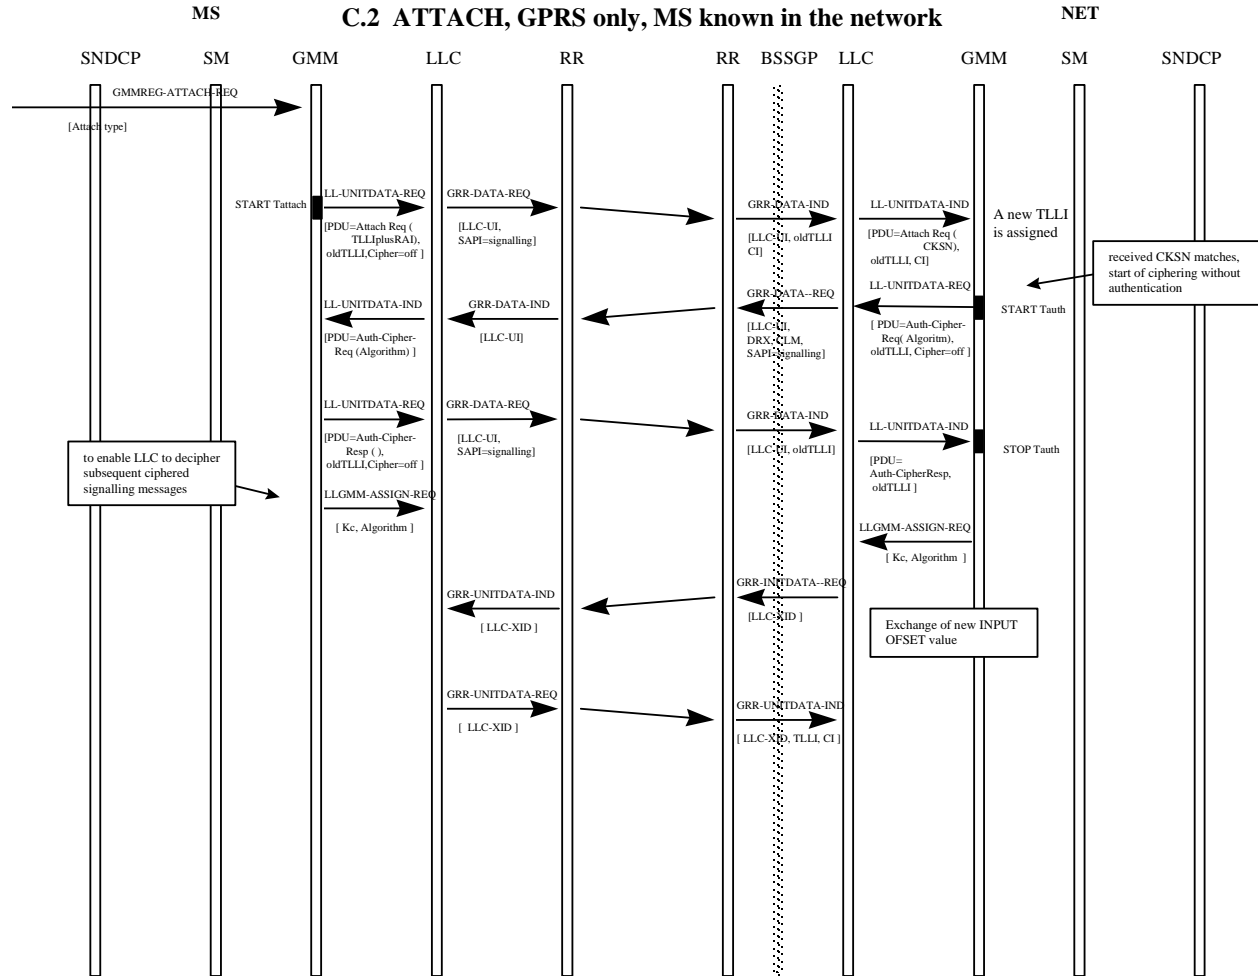 MS
C.2 ATTACH, GPRS only, MS known in the network
NET
SNDCP
SM
GMM
LLC
RR
RR
BSSGP
LLC
GMM
SM
SNDCP
GMMREG-ATTACH-REQ
[Attach type]
START Tattach
LL-UNITDATA-REQ
[PDU=Attach Req (
TLLIplusRAI),
oldTLLI,Cipher=off ]
GRR-DATA-REQ
[LLC-UI,
SAPI=signalling]
GRR-DATA-IND
[LLC-UI, oldTLLI
CI]
LL-UNITDATA-IND
[PDU=Attach Req (
CKSN),
oldTLLI, CI]
A new TLLI
is assigned
received CKSN matches,
start of ciphering without
authentication
LL-UNITDATA-IND
[PDU=Auth-Cipher-
Req (Algorithm) ]
GRR-DATA-IND
[LLC-UI]
GRR-DATA--REQ
[LLC-UI,
DRX, CLM,
SAPI=signalling]
LL-UNITDATA-REQ
[ PDU=Auth-Cipher-
Req( Algoritm),
oldTLLI, Cipher=off ]
START Tauth
LL-UNITDATA-REQ
[PDU=Auth-Cipher-
Resp ( ),
oldTLLI,Cipher=off ]
GRR-DATA-REQ
[LLC-UI,
SAPI=signalling]
GRR-DATA-IND
[LLC-UI, oldTLLI]
LL-UNITDATA-IND
[PDU=
Auth-CipherResp,
oldTLLI ]
STOP Tauth
to enable LLC to decipher
subsequent ciphered
signalling messages
LLGMM-ASSIGN-REQ
[ Kc, Algorithm ]
LLGMM-ASSIGN-REQ
[ Kc, Algorithm ]
GRR-UNITDATA-IND
[ LLC-XID ]
GRR-INITDATA--REQ
[LLC-XID ]
Exchange of new INPUT
OFSET value
GRR-UNITDATA-REQ
[ LLC-XID ]
GRR-UNITDATA-IND
[ LLC-XID, TLLI, CI ]